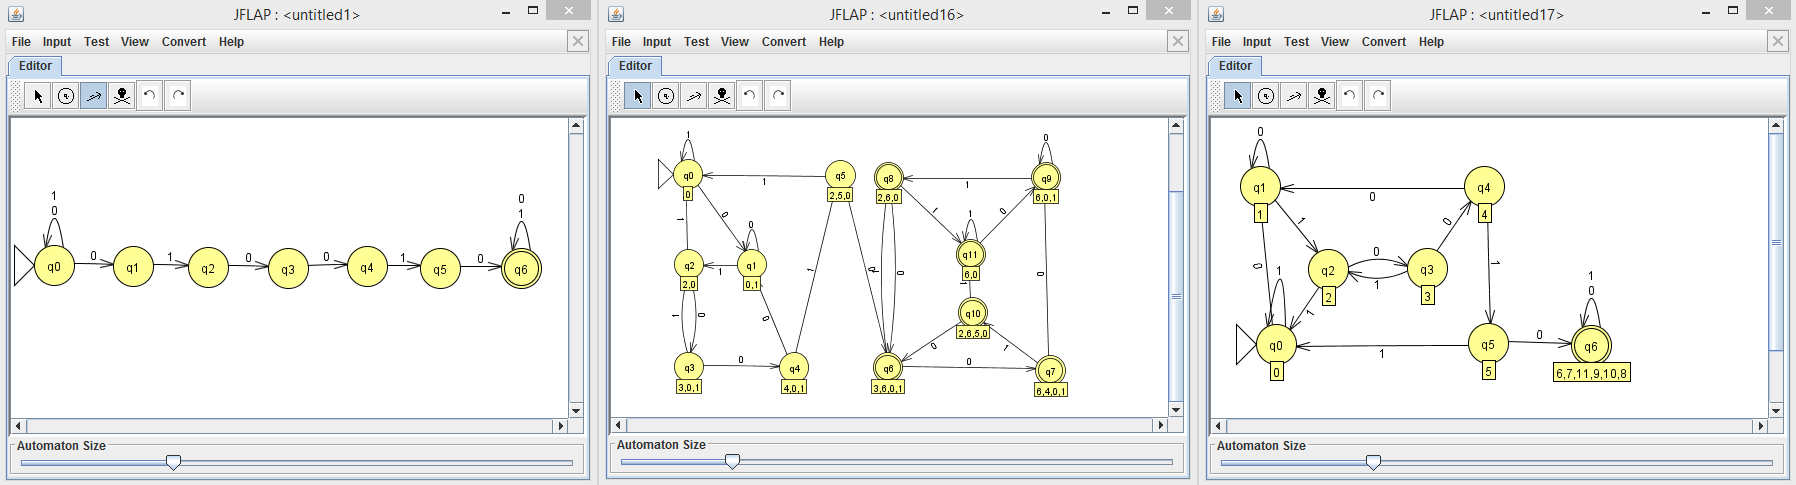 JFLAP : <untitled1>
File Input Test View Convert Help
Editor
1
0
q0
0
q1
1
q2
0
q3
0
q4
1
q5
0
q6
0
1
Automaton Size
JFLAP : <untitled16>
File Input Test View Convert Help
Editor
1
q0
0
1
q5
2,5,0
q8
2,6,0
1
0
q9
6,0,1
1
0
1
0
1
0
q2
2,0
1
q1
0,1
1
q11
6,0
1
0
1
0
0
1
0
1
0
q10
2,6,5,0
0
1
q3
3,0,1
0
q4
4,0,1
q6
3,6,0,1
0
q7
6,4,0,1
Automaton Size
JFLAP : <untitled17>
File Input Test View Convert Help
Editor
0
q1
1
0
q4
4
1
0
0
1
q2
2
0
1
q3
3
1
1
1
0
q0
0
1
q5
5
0
q6
6,7,11,9,10,8
Automaton Size